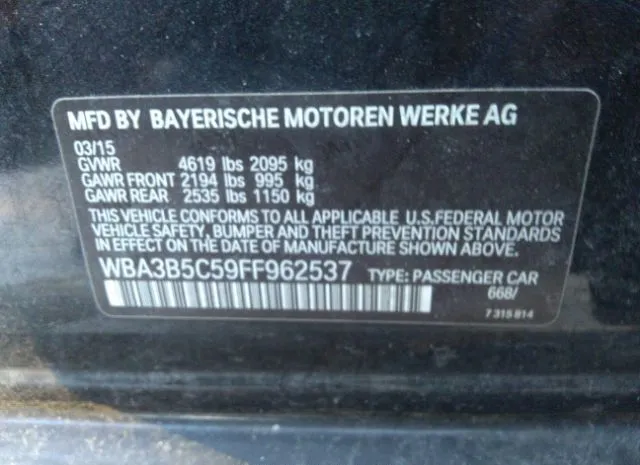 MFD BY BAYERISCHE MOTOREN WERKE AG
03/15
GVWR 4619 lbs 2095 kg
GAWR FRONT 2194 lbs 995 kg
GAWR REAR 2535 lbs 1150 kg
THIS VEHICLE CONFORMS TO ALL APPLICABLE U.S.FEDERAL MOTOR
VEHICLE SAFETY, BUMPER AND THEFT PREVENTION STANDARDS
IN EFFECT ON THE DATE OF MANUFACTURE SHOWN ABOVE.
WBA3B5C59FF962537 TYPE: PASSENGER CAR
668/
7 315 814